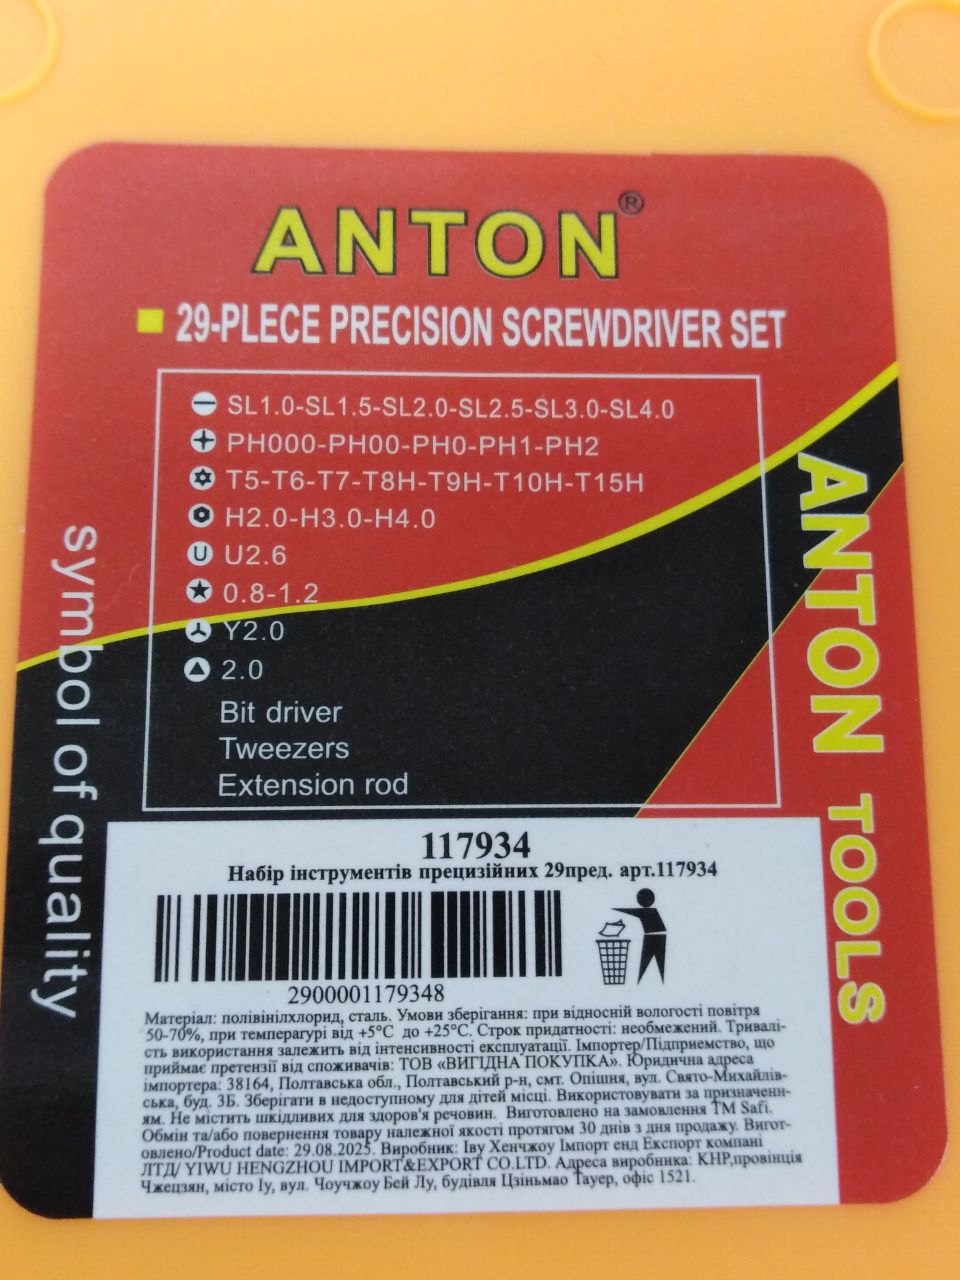 ANTON®
29-PLECE PRECISION SCREWDRIVER SET
SL1.0-SL1.5-SL2.0-SL2.5-SL3.0-SL4.0
PH000-PH00-PH0-PH1-PH2
T5-T6-T7-T8H-T9H-T10H-T15H
H2.0-H3.0-H4.0
U U2.6
0.8-1.2
Y2.0
2.0
Bit driver
Tweezers
Extension rod
symbol of quality
ANTON TOOLS
117934
Набір інструментів прецизійних 29пред. арт.117934
2900001179348
Матеріал: полівінілхлорид, сталь. Умови зберігання: при відносній вологості повітря
50-70%, при температурі від +5°C до +25°C. Строк придатності: необмежений. Тривалі-
сть використання залежить від інтенсивності експлуатації. Імпортер/Підприємство, що
приймає претензії від споживачів: ТОВ «ВИГІДНА ПОКУПКА». Юридична адреса
імпортера: 38164, Полтавська обл., Полтавський р-н, смт. Опішня, вул. Свято-Михайлів-
ська, буд. 3Б. Зберігати в недоступному для дітей місці. Використовувати за призначенн-
ям. Не містить шкідливих для здоров'я речовин. Виготовлено на замовлення ТМ Safi.
Обмін та/або повернення товару належної якості протягом 30 днів з дня продажу. Вигот-
овлено/Product date: 29.08.2025. Виробник: Іву Хенчжоу Імпорт енд Експорт компані
ЛТД/ YIWU HENGZHOU IMPORT&EXPORT CO.LTD. Адреса виробника: КНР,провінція
Чжецзян, місто Іу, вул. Чоучжоу Бей Лу, будівля Цзіньмао Тауер, офіс 1521.